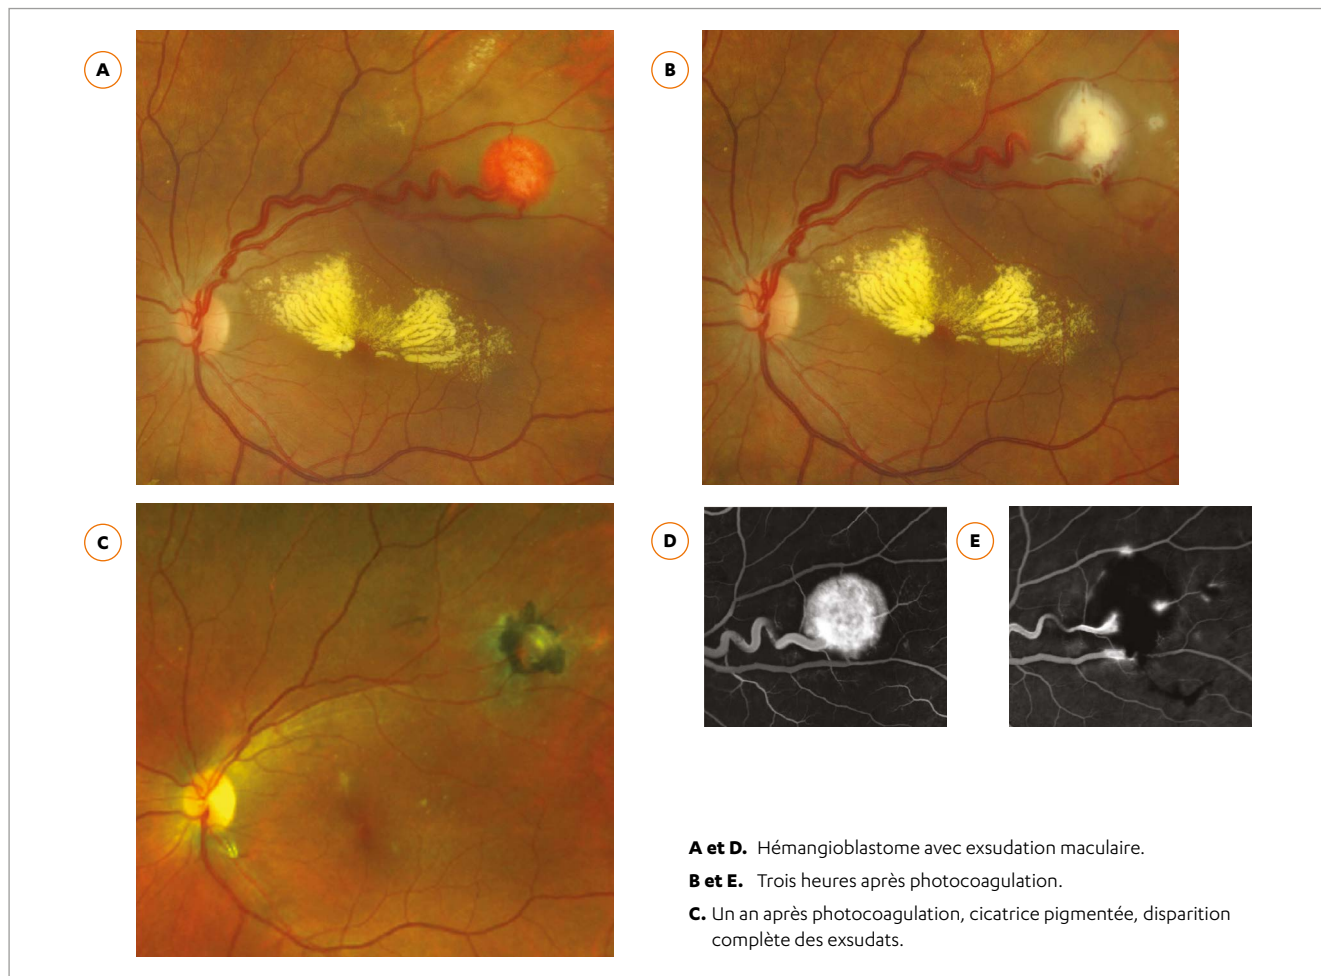 A
B
C
D
E
A et D. Hémangioblastome avec exsudation maculaire.
B et E. Trois heures après photocoagulation.
C. Un an après photocoagulation, cicatrice pigmentée, disparition
complète des exsudats.